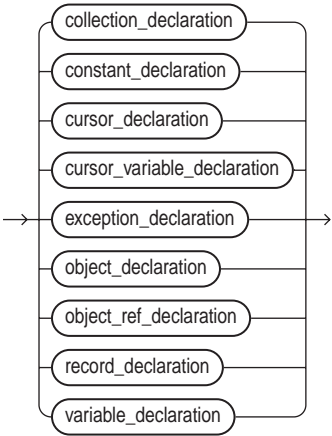 collection_declaration
constant_declaration
cursor_declaration
cursor_variable_declaration
exception_declaration
object_declaration
object_ref_declaration
record_declaration
variable_declaration